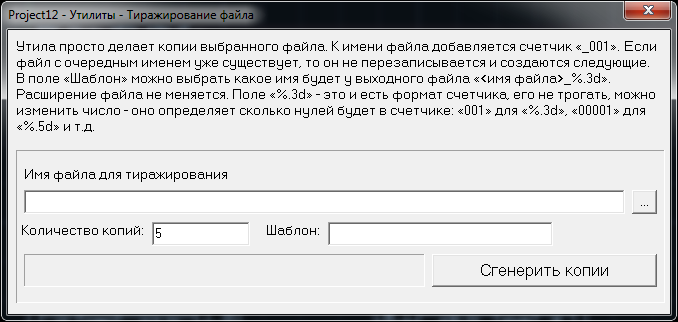 Project12 - Утилиты - Тиражирование файла
Утила просто делает копии выбранного файла. К имени файла добавляется счетчик «_001». Если
файл с очередным именем уже существует, то он не перезаписывается и создаются следующие.
В поле «Шаблон» можно выбрать какое имя будет у выходного файла «<имя файла>_%.3d».
Расширение файла не меняется. Поле «%.3d» - это и есть формат счетчика, его не трогать, можно
изменить число - оно определяет сколько нулей будет в счетчике: «001» для «%.3d», «00001» для
«%.5d» и т.д.
Имя файла для тиражирования
...
Количество копий: 5 Шаблон:
Сгенерить копии